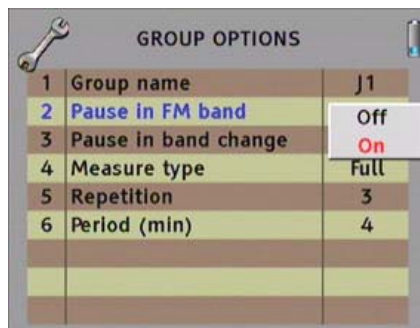 GROUP OPTIONS
1 Group name J1
2 Pause in FM band Off
3 Pause in band change On
4 Measure type Full
5 Repetition 3
6 Period (min) 4